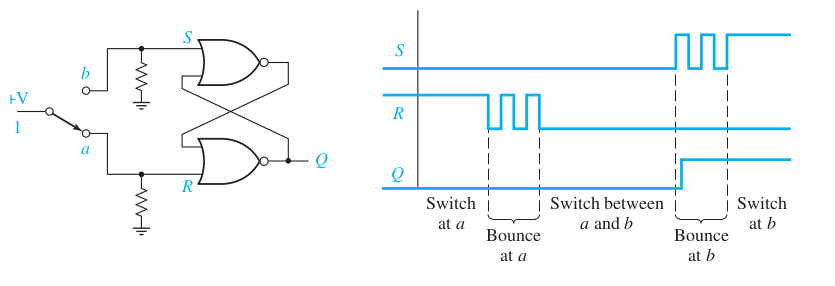 S
b
+V
1
a
R
Q
S
R
Q
Switch
at a
Bounce
at a
Switch between
a and b
Bounce
at b
Switch
at b